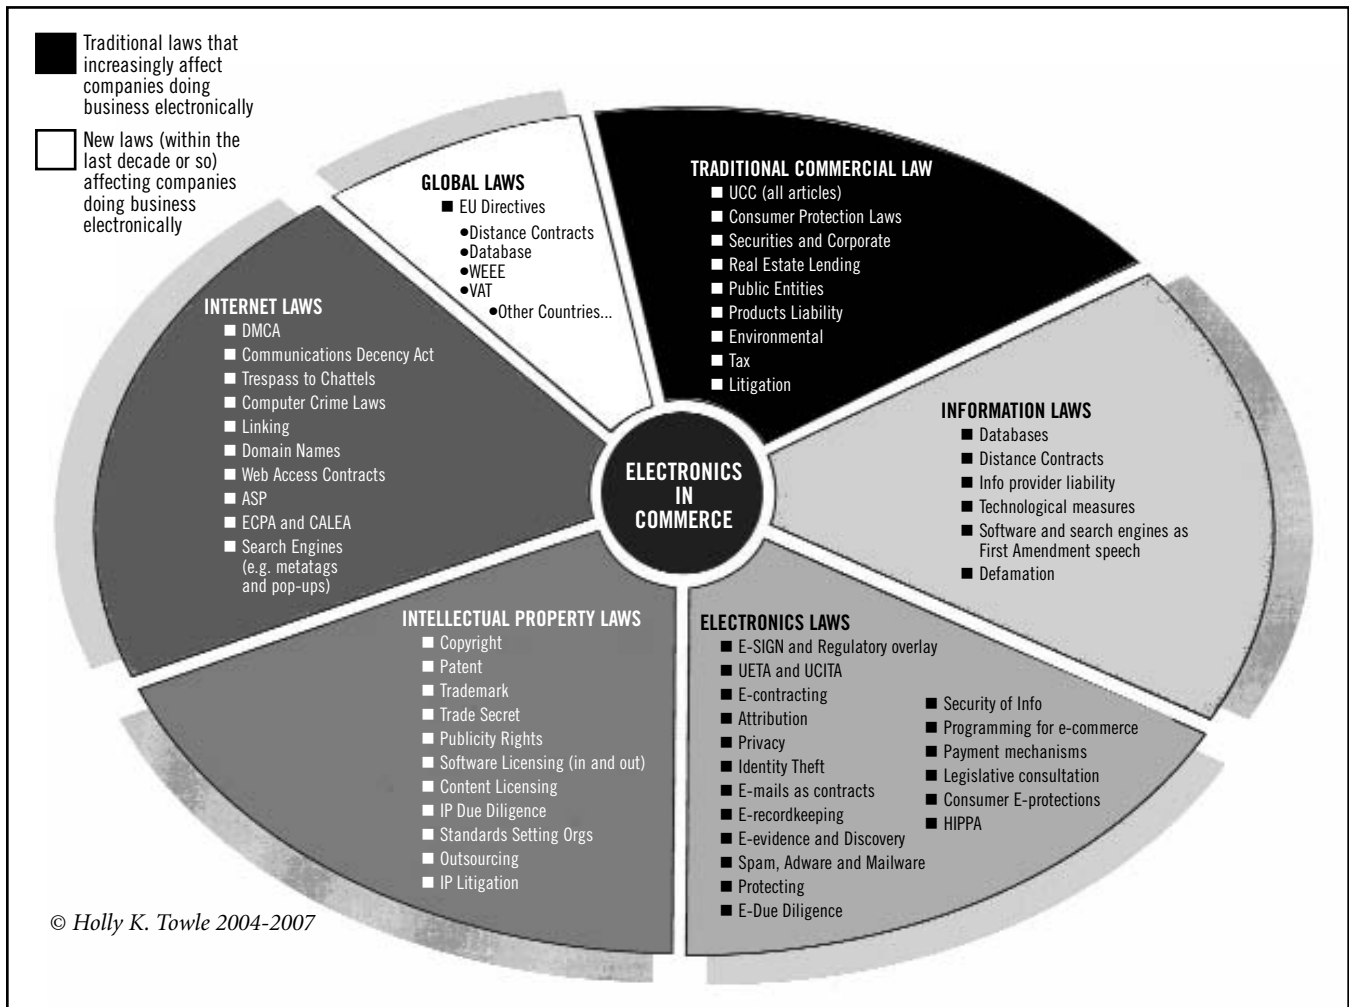 Traditional laws that
increasingly affect
companies doing
business electronically
New laws (within the
last decade or so)
affecting companies
doing business
electronically
GLOBAL LAWS
■ EU Directives
●Distance Contracts
●Database
●WEEE
●VAT
●Other Countries...
TRADITIONAL COMMERCIAL LAW
■ UCC (all articles)
■ Consumer Protection Laws
■ Securities and Corporate
■ Real Estate Lending
■ Public Entities
■ Products Liability
■ Environmental
■ Tax
■ Litigation
INTERNET LAWS
■ DMCA
■ Communications Decency Act
■ Trespass to Chattels
■ Computer Crime Laws
■ Linking
■ Domain Names
■ Web Access Contracts
■ ASP
■ ECPA and CALEA
■ Search Engines
(e.g. metatags
and pop-ups)
ELECTRONICS
IN
COMMERCE
INFORMATION LAWS
■ Databases
■ Distance Contracts
■ Info provider liability
■ Technological measures
■ Software and search engines as
First Amendment speech
■ Defamation
INTELLECTUAL PROPERTY LAWS
■ Copyright
■ Patent
■ Trademark
■ Trade Secret
■ Publicity Rights
■ Software Licensing (in and out)
■ Content Licensing
■ IP Due Diligence
■ Standards Setting Orgs
■ Outsourcing
■ IP Litigation
ELECTRONICS LAWS
■ E-SIGN and Regulatory overlay
■ UETA and UCITA
■ E-contracting
■ Attribution
■ Privacy
■ Identity Theft
■ E-mails as contracts
■ E-recordkeeping
■ E-evidence and Discovery
■ Spam, Adware and Mailware
■ Protecting
■ E-Due Diligence
■ Security of Info
■ Programming for e-commerce
■ Payment mechanisms
■ Legislative consultation
■ Consumer E-protections
■ HIPPA
© Holly K. Towle 2004-2007